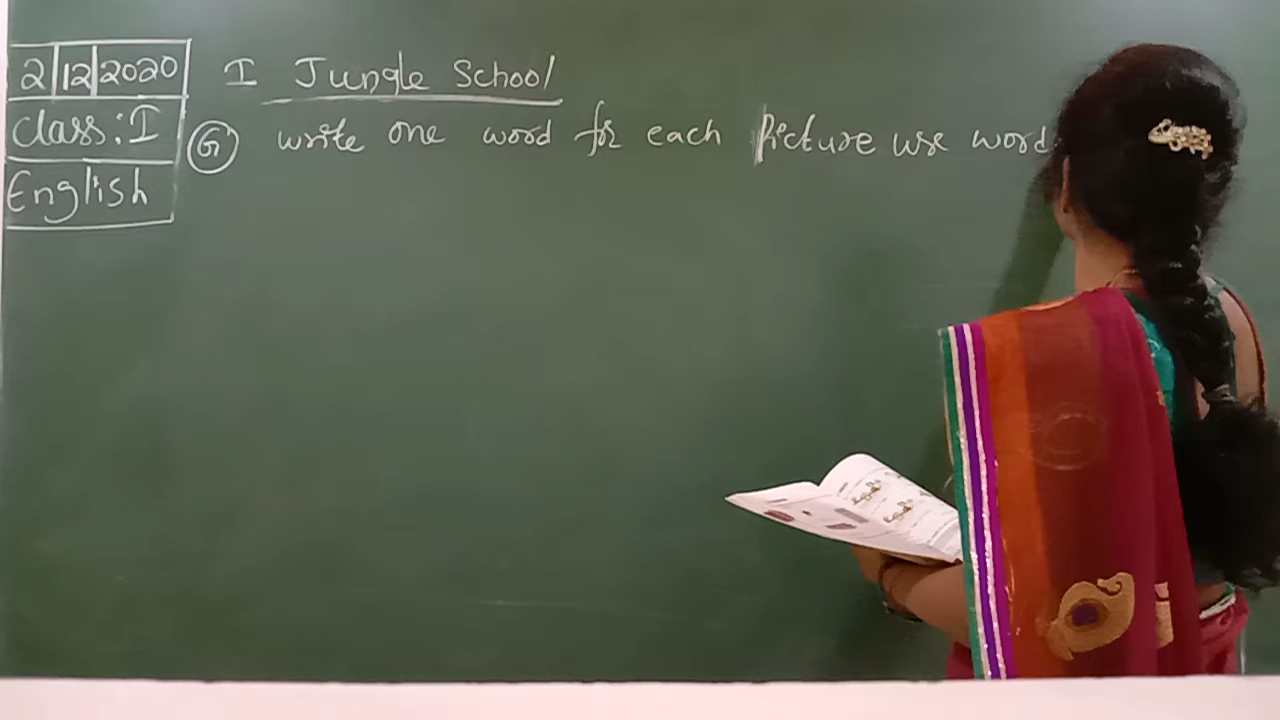 2|12|2020
Class: I
English
I Jungle School
G write one word for each Picture use word